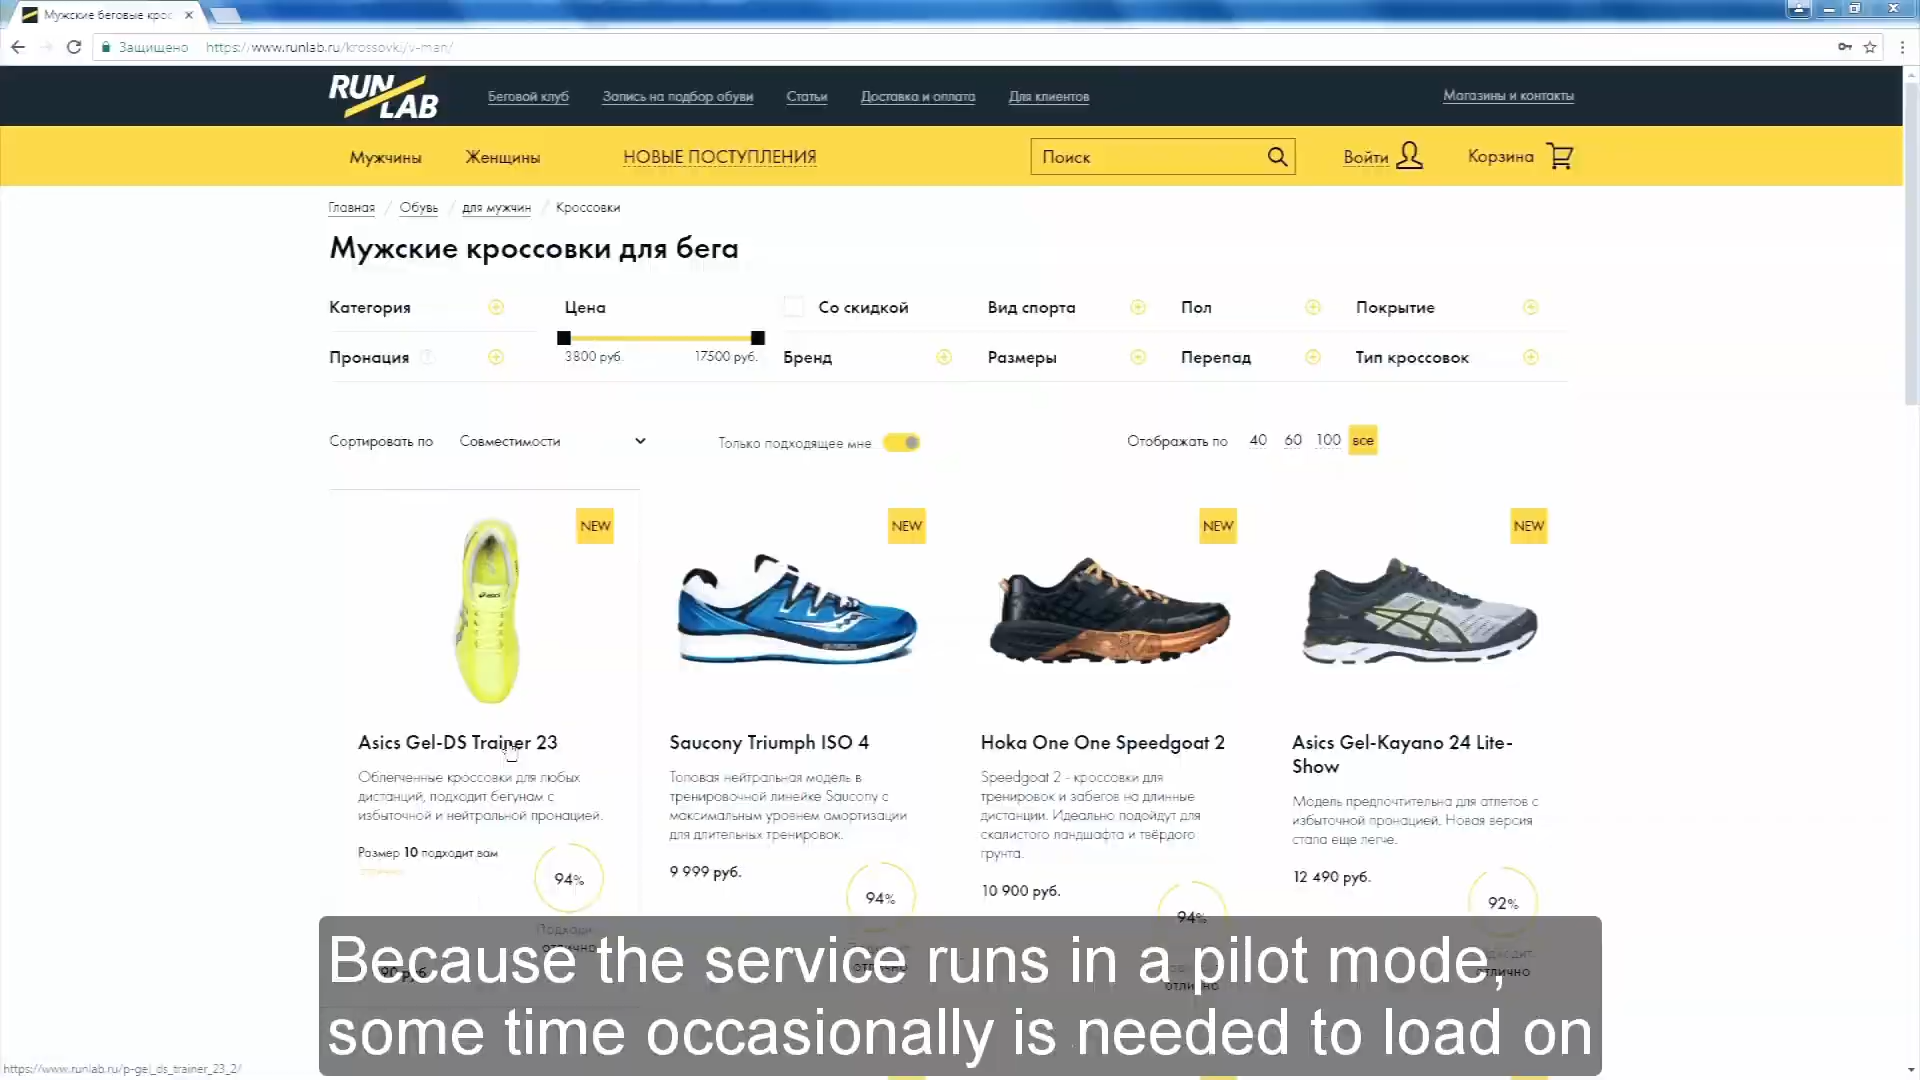 Мужские беговые крос
Защищено https://www.runlab.ru/krossovki/v-man/
RUN LAB
Беговой клуб Запись на подбор обуви Статьи Доставка и оплата Для клиентов Магазины и контакты
Мужчины Женщины НОВЫЕ ПОСТУПЛЕНИЯ Поиск Войти Корзина
Главная / Обувь / для мужчин / Кроссовки
Мужские кроссовки для бега
Категория Цена Со скидкой Вид спорта Пол Покрытие
3800 руб. 17500 руб.
Пронация ? Бренд Размеры Перепад Тип кроссовок
Сортировать по Совместимости Только подходящее мне Отображать по 40 60 100 все
NEW NEW NEW NEW
Asics Gel-DS Trainer 23
Облегченные кроссовки для любых
дистанций, подходит бегунам с
избыточной и нейтральной пронацией.
Размер 10 подходит вам
отлично
94%
отлично
Saucony Triumph ISO 4
Топовая нейтральная модель в
тренировочной линейке Saucony с
максимальным уровнем амортизации
для длительных тренировок.
9 999 руб.
94%
отлично
Hoka One One Speedgoat 2
Speedgoat 2 - кроссовки для
тренировок и забегов на длинные
дистанции. Идеально подойдут для
скалистого ландшафта и твёрдого
грунта.
10 900 руб.
94%
отлично
Asics Gel-Kayano 24 Lite-
Show
Модель предпочтительна для атлетов с
избыточной пронацией. Новая версия
стала еще легче.
12 490 руб.
92%
отлично
Because the service runs in a pilot mode,
some time occasionally is needed to load on
https://www.runlab.ru/p-gel_ds_trainer_23_2/